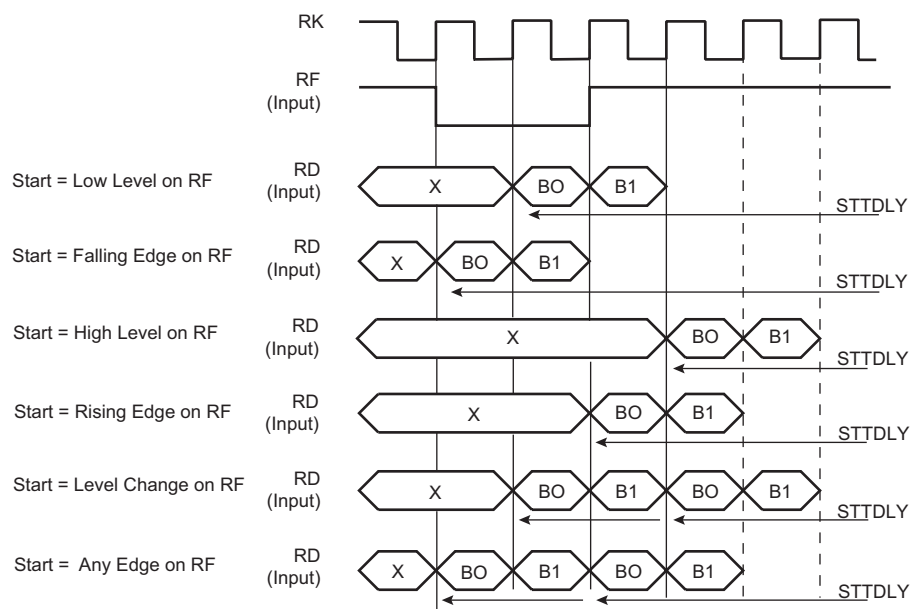 RK
RF
(Input)
Start = Low Level on RF
RD
(Input)
X
BO
B1
STTDLY
Start = Falling Edge on RF
RD
(Input)
X
BO
B1
STTDLY
Start = High Level on RF
RD
(Input)
X
BO
B1
STTDLY
Start = Rising Edge on RF
RD
(Input)
X
BO
B1
STTDLY
Start = Level Change on RF
RD
(Input)
X
BO
B1
BO
B1
STTDLY
Start = Any Edge on RF
RD
(Input)
X
BO
B1
BO
B1
STTDLY